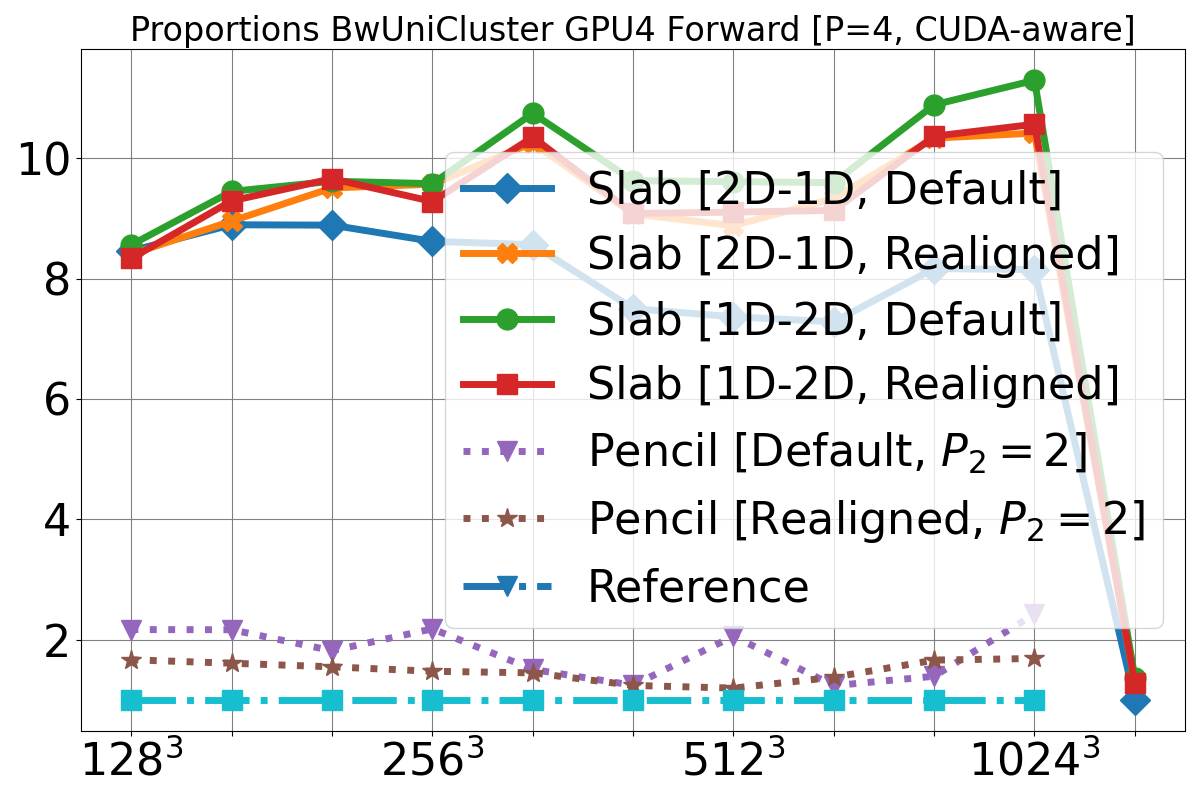 Proportions BwUniCluster GPU4 Forward [P=4, CUDA-aware]
10
8
6
4
2
Slab [2D-1D, Default]
Slab [2D-1D, Realigned]
Slab [1D-2D, Default]
Slab [1D-2D, Realigned]
Pencil [Default, $P_2 = 2$]
Pencil [Realigned, $P_2 = 2$]
Reference
128³ 256³ 512³ 1024³